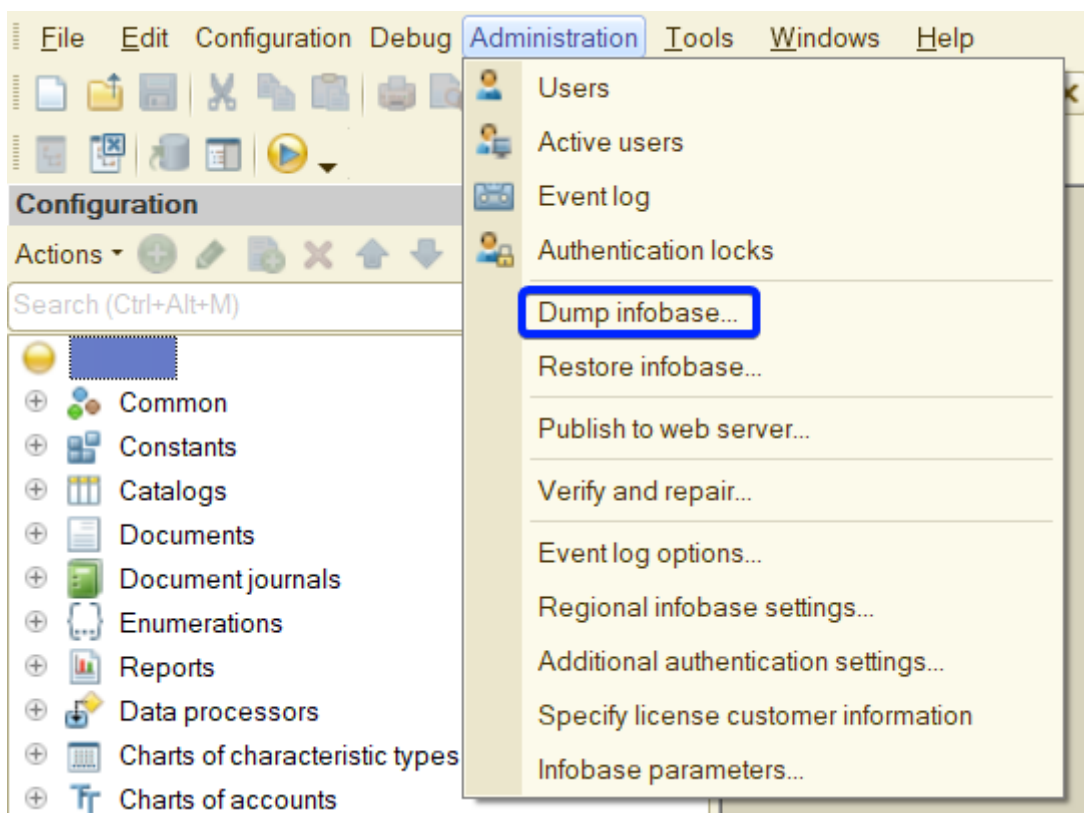 File Edit Configuration Debug Administration Tools Windows Help
Users
Active users
Event log
Authentication locks
Dump infobase...
Restore infobase...
Publish to web server...
Verify and repair...
Event log options...
Regional infobase settings...
Additional authentication settings...
Specify license customer information
Infobase parameters...
Configuration
Actions
Search (Ctrl+Alt+M)
Common
Constants
Catalogs
Documents
Document journals
Enumerations
Reports
Data processors
Charts of characteristic types
Charts of accounts